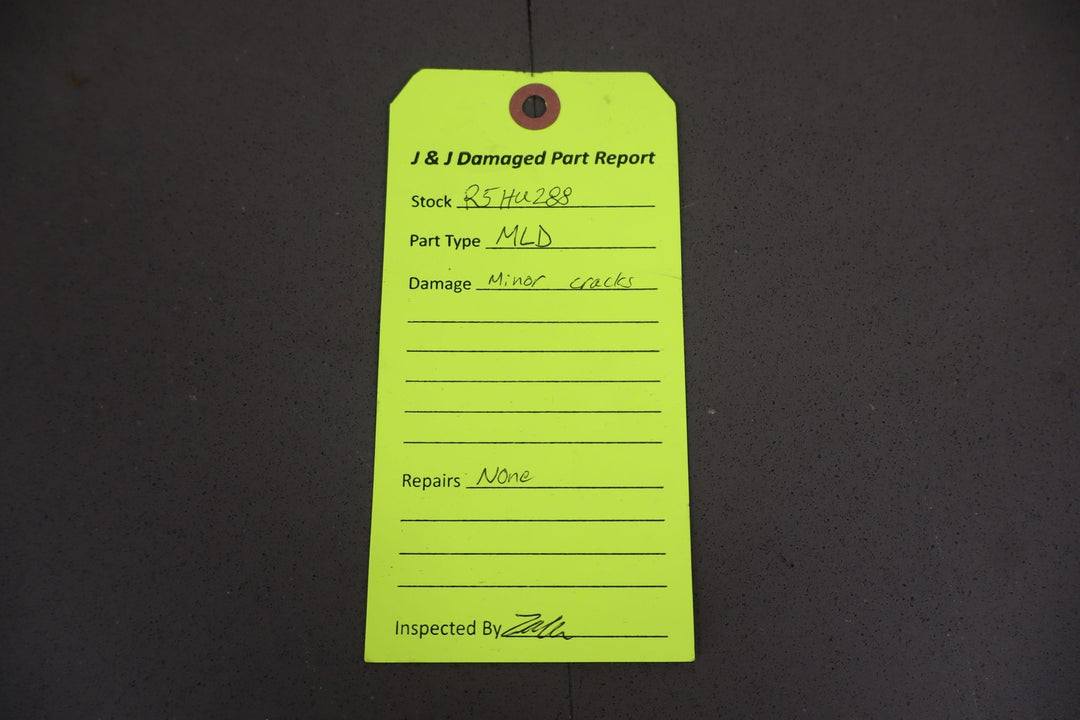 J & J Damaged Part Report
Stock R5HU288
Part Type MLD
Damage Minor cracks
Repairs None
Inspected By